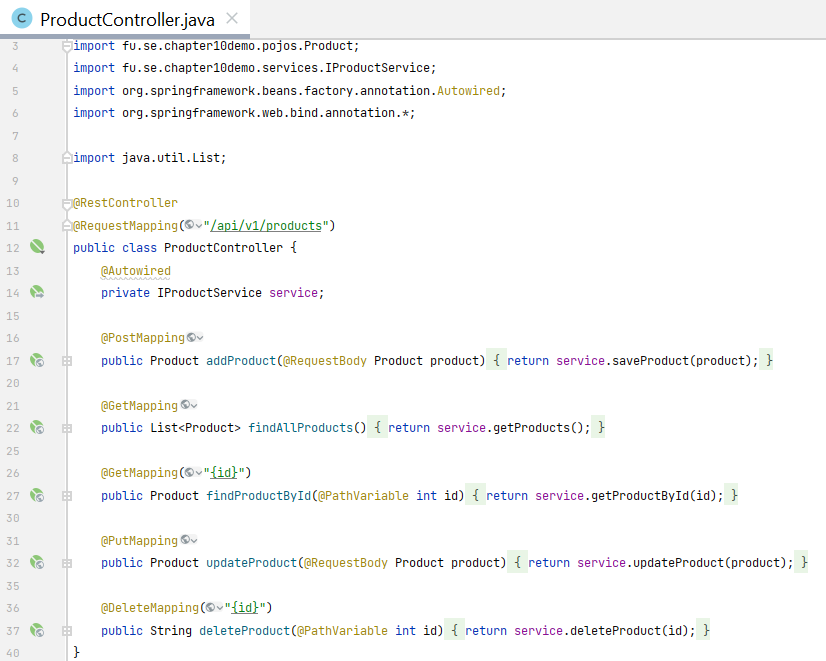 C ProductController.java
3 import fu.se.chapter10demo.pojos.Product;
4 import fu.se.chapter10demo.services.IProductService;
5 import org.springframework.beans.factory.annotation.Autowired;
6 import org.springframework.web.bind.annotation.*;
7
8 import java.util.List;
9
10 @RestController
11 @RequestMapping("/api/v1/products")
12 public class ProductController {
13 @Autowired
14 private IProductService service;
15
16 @PostMapping
17 public Product addProduct(@RequestBody Product product) { return service.saveProduct(product); }
20
21 @GetMapping
22 public List<Product> findAllProducts() { return service.getProducts(); }
25
26 @GetMapping("{id}")
27 public Product findProductById(@PathVariable int id) { return service.getProductById(id); }
30
31 @PutMapping
32 public Product updateProduct(@RequestBody Product product) { return service.updateProduct(product); }
35
36 @DeleteMapping("{id}")
37 public String deleteProduct(@PathVariable int id) { return service.deleteProduct(id); }
40 }